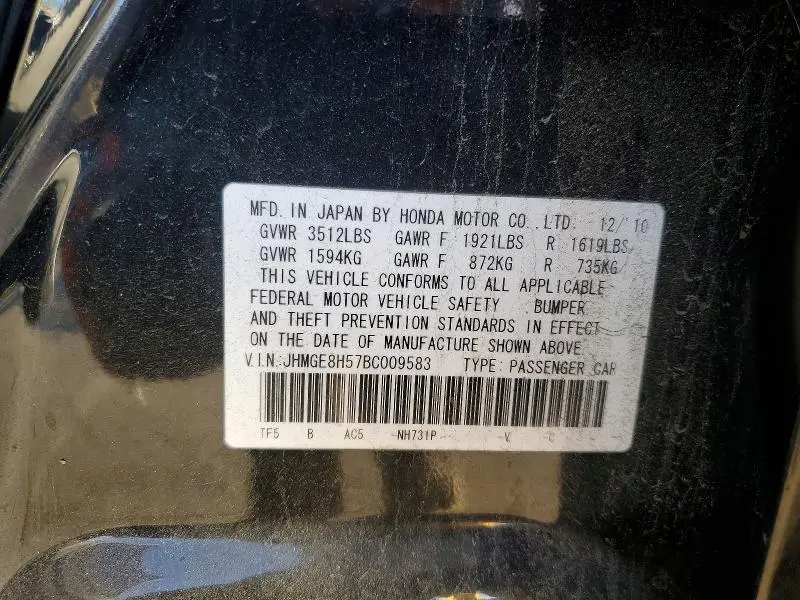 MFD. IN JAPAN BY HONDA MOTOR CO., LTD. 12/'10
GVWR 3512LBS GAWR F 1921LBS R 1619LBS
GVWR 1594KG GAWR F 872KG R 735KG
THIS VEHICLE CONFORMS TO ALL APPLICABLE
FEDERAL MOTOR VEHICLE SAFETY, BUMPER
AND THEFT PREVENTION STANDARDS IN EFFECT
ON THE DATE OF MANUFACTURE SHOWN ABOVE.
V.I.N.:JHMGE8H57BC009583 TYPE: PASSENGER CAR
TF5 B AC5 -NH731P- -V -C